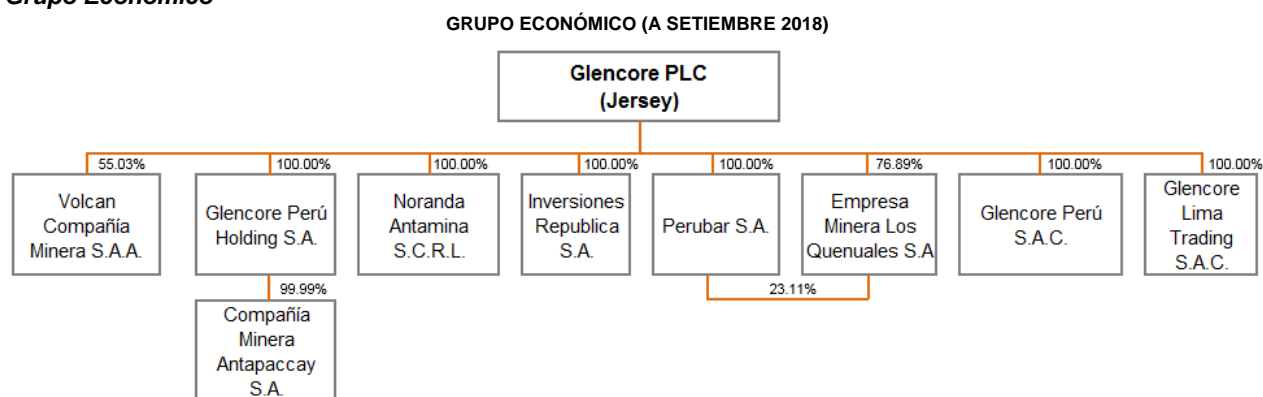 Grupo Económico
GRUPO ECONÓMICO (A SETIEMBRE 2018)
Glencore PLC
(Jersey)
55.03%
100.00%
100.00%
100.00%
100.00%
76.89%
100.00%
100.00%
Volcan
Compañía
Minera S.A.A.
Glencore Perú
Holding S.A.
Noranda
Antamina
S.C.R.L.
Inversiones
Republica
S.A.
Perubar S.A.
Empresa
Minera Los
Quenuales S.A
Glencore Perú
S.A.C.
Glencore
Lima
Trading
S.A.C.
99.99%
23.11%
Compañía
Minera
Antapaccay
S.A.